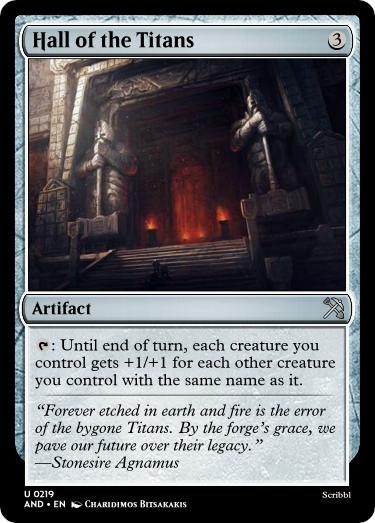 Hall of the Titans 3
Artifact
: Until end of turn, each creature you
control gets +1/+1 for each other creature
you control with the same name as it.
“Forever etched in earth and fire is the error
of the bygone Titans. By the forge’s grace, we
pave our future over their legacy.”
—Stonesire Agnamus
U 0219 Scribbl
AND • EN Charidimos Bitsakakis